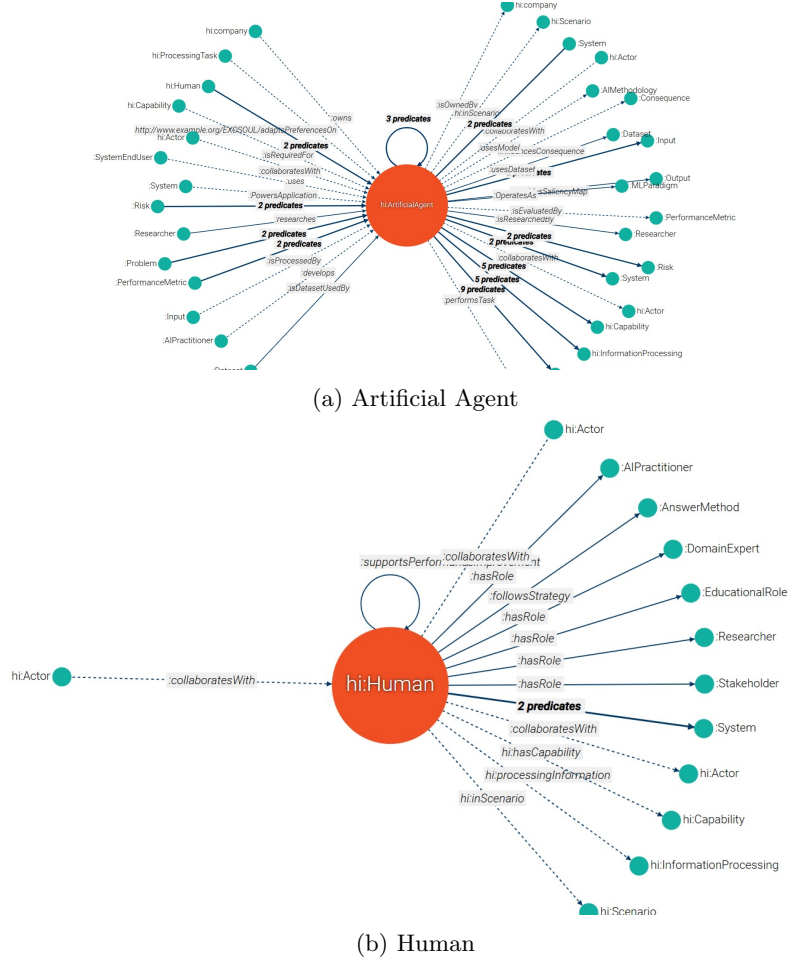 hi:company
hi:Scenario
hi:company
:System
hi:ProcessingTask
hi:Actor
hi:Human
:AIMethodology
:Consequence
hi:Capability
:isOwnedBy
hi:inScenario
:owns
3 predicates
2 predicates
http://www.example.org/EXOSOUL/adaptsPreferencesOn
:collaboratesWith
hi:Actor
:Dataset
:Input
2 predicates
:usesModel
:isRequiredFor
:SystemEndUser
:collaboratesWith
:usesDataset
:uses
:Output
:System
:MLParadigm
:PowersApplication
OperatesAs
hi:ArtificialAgent
:Risk
2 predicates
:isEvaluatedBy
:PerformanceMetric
:researches
:isResearchedby
:Researcher
2 predicates
2 predicates
:Researcher
2 predicates
2 predicates
:Problem
:isProcessedBy
:collaboratesWith
:Risk
5 predicates
:System
:PerformanceMetric
:develops
5 predicates
:isDatasetUsedBy
9 predicates
:performsTask
hi:Actor
:Input
hi:Capability
:AIPractitioner
hi:InformationProcessing
:Dataset
(a) Artificial Agent
hi:Actor
:AIPractitioner
:AnswerMethod
:DomainExpert
:collaboratesWith
:hasRole
:followsStrategy
:EducationalRole
:hasRole
:hasRole
:Researcher
:hasRole
hi:Actor
:collaboratesWith
hi:Human
:hasRole
:Stakeholder
2 predicates
:System
:collaboratesWith
hi:hasCapability
hi:Actor
hi:processingInformation
hi:inScenario
hi:Capability
hi:InformationProcessing
hi:Scenario
(b) Human